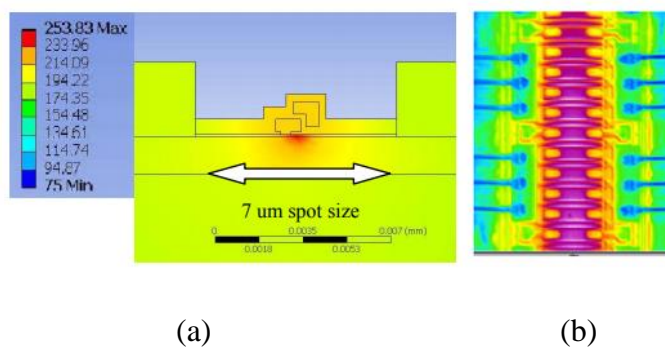 253.83 Max
233.96
214.09
194.22
174.35
154.48
134.61
114.74
94.87
75 Min
7 um spot size
0 0.0035 0.007 (mm)
0.0018 0.0053
(a) (b)